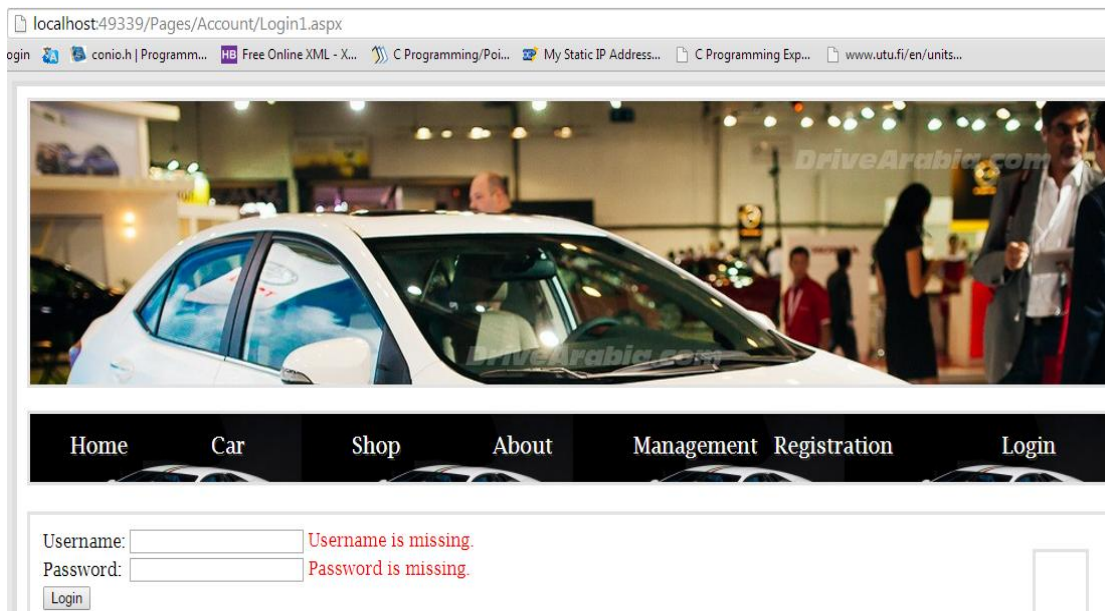 localhost:49339/Pages/Account/Login1.aspx
ogin conio.h | Programm... HB Free Online XML - X... C Programming/Poi... My Static IP Address... C Programming Exp... www.utu.fi/en/units...
DriveArabia.com
DriveArabia.com
Home Car Shop About Management Registration Login
Username: Username is missing.
Password: Password is missing.
Login